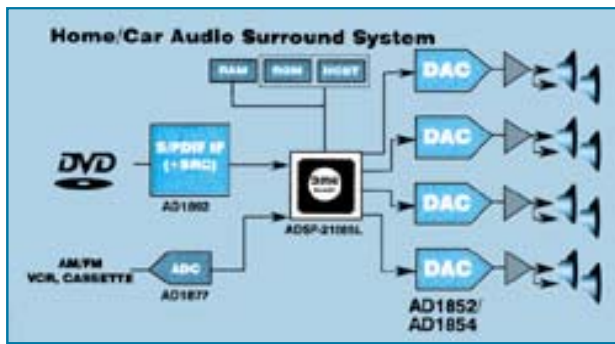 Home/Car Audio Surround System
RAM
ROM
HOST
DAC
S/PDIF I/F
(+SRC)
DVD
AD1892
DAC
ADSP-21065L
DAC
AM/FM
VCR, CASSETTE
ADC
AD1877
DAC
AD1852/
AD1854